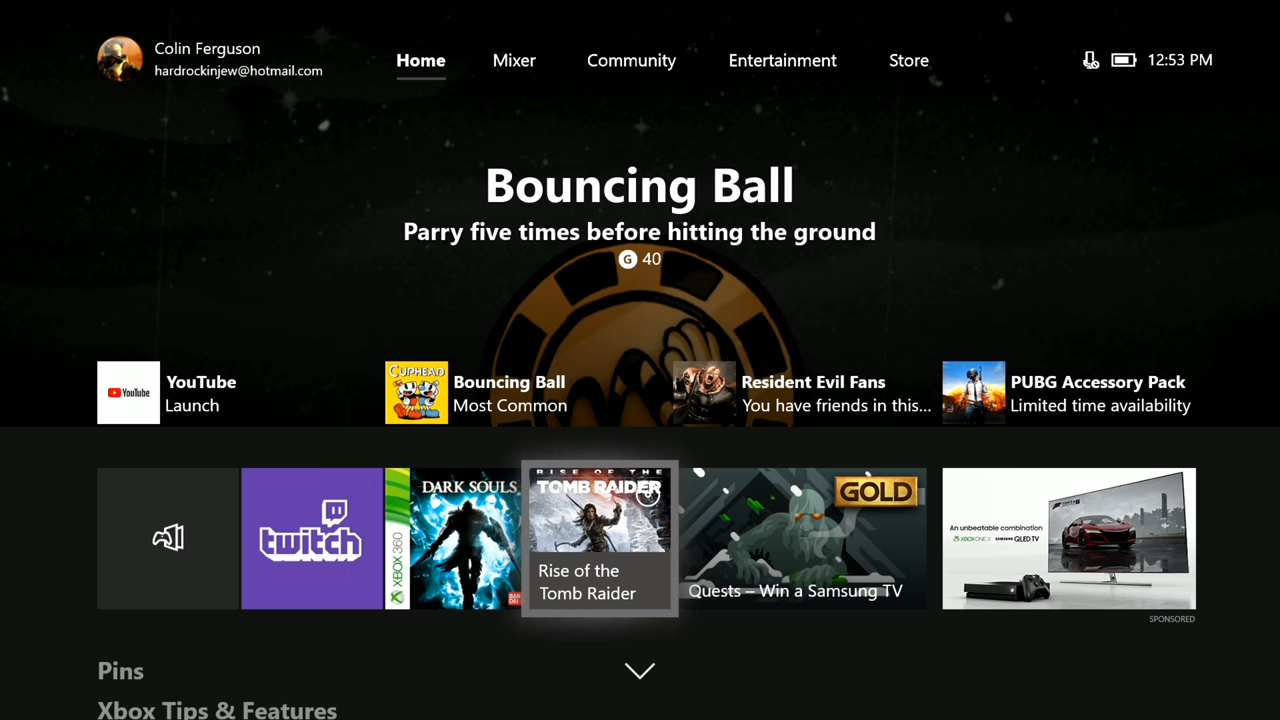 Colin Ferguson
hardrockinjew@hotmail.com
Home
Mixer
Community
Entertainment
Store
12:53 PM
Bouncing Ball
Parry five times before hitting the ground
G 40
YouTube
YouTube
Launch
CUPHEAD
Bouncing Ball
Most Common
Resident Evil Fans
You have friends in this...
PUBG Accessory Pack
Limited time availability
twitch
XBOX 360
DARK SOULS
BAN
DAI
RISE OF THE
TOMB RAIDER
Rise of the
Tomb Raider
GOLD
Quests – Win a Samsung TV
An unbeatable combination
XBOX ONE X SAMSUNG QLED TV
SPONSORED
Pins
Xbox Tips & Features